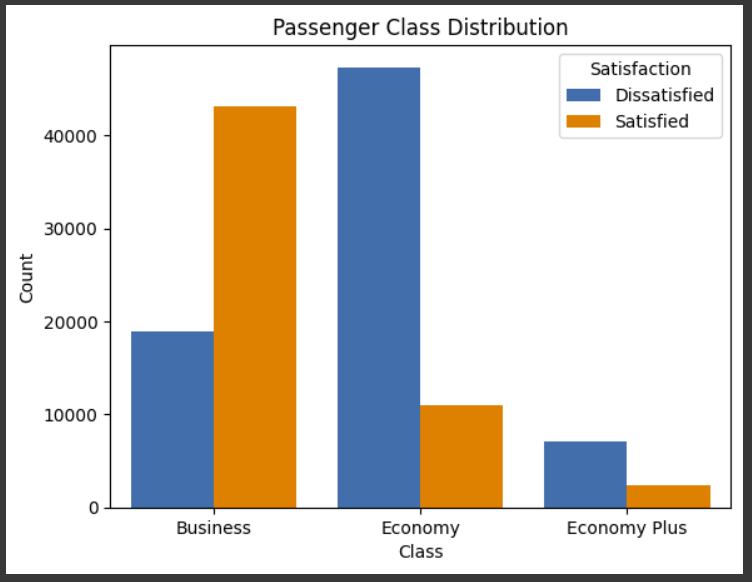 Passenger Class Distribution
Satisfaction
Dissatisfied
Satisfied
Count
40000
30000
20000
10000
0
Business Economy Economy Plus
Class